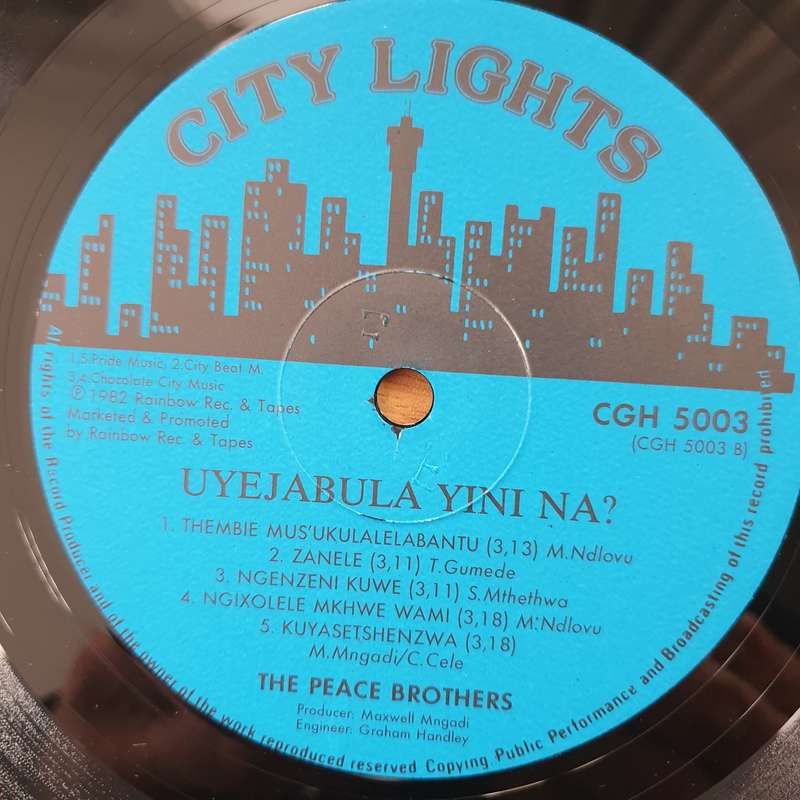 CITY LIGHTS
1,5.Pride Music, 2.City Beat M.
3,4.Chocolate City Music
℗ 1982 Rainbow Rec. & Tapes
Marketed & Promoted
by Rainbow Rec. & Tapes
CGH 5003
(CGH 5003 B)
UYEJABULA YINI NA?
1. THEMBIE MUS'UKULALELABANTU (3,13) M.Ndlovu
2. ZANELE (3,11) T.Gumede
3. NGENZENI KUWE (3,11) S.Mthethwa
4. NGIXOLELE MKHWE WAMI (3,18) M.Ndlovu
5. KUYASETSHENZWA (3,18)
M.Mngadi/C.Cele
THE PEACE BROTHERS
Producer: Maxwell Mngadi
Engineer: Graham Handley
All rights of the Record Producer and of the owner of the work reproduced reserved Copying, Public Performance and Broadcasting of this record prohibited